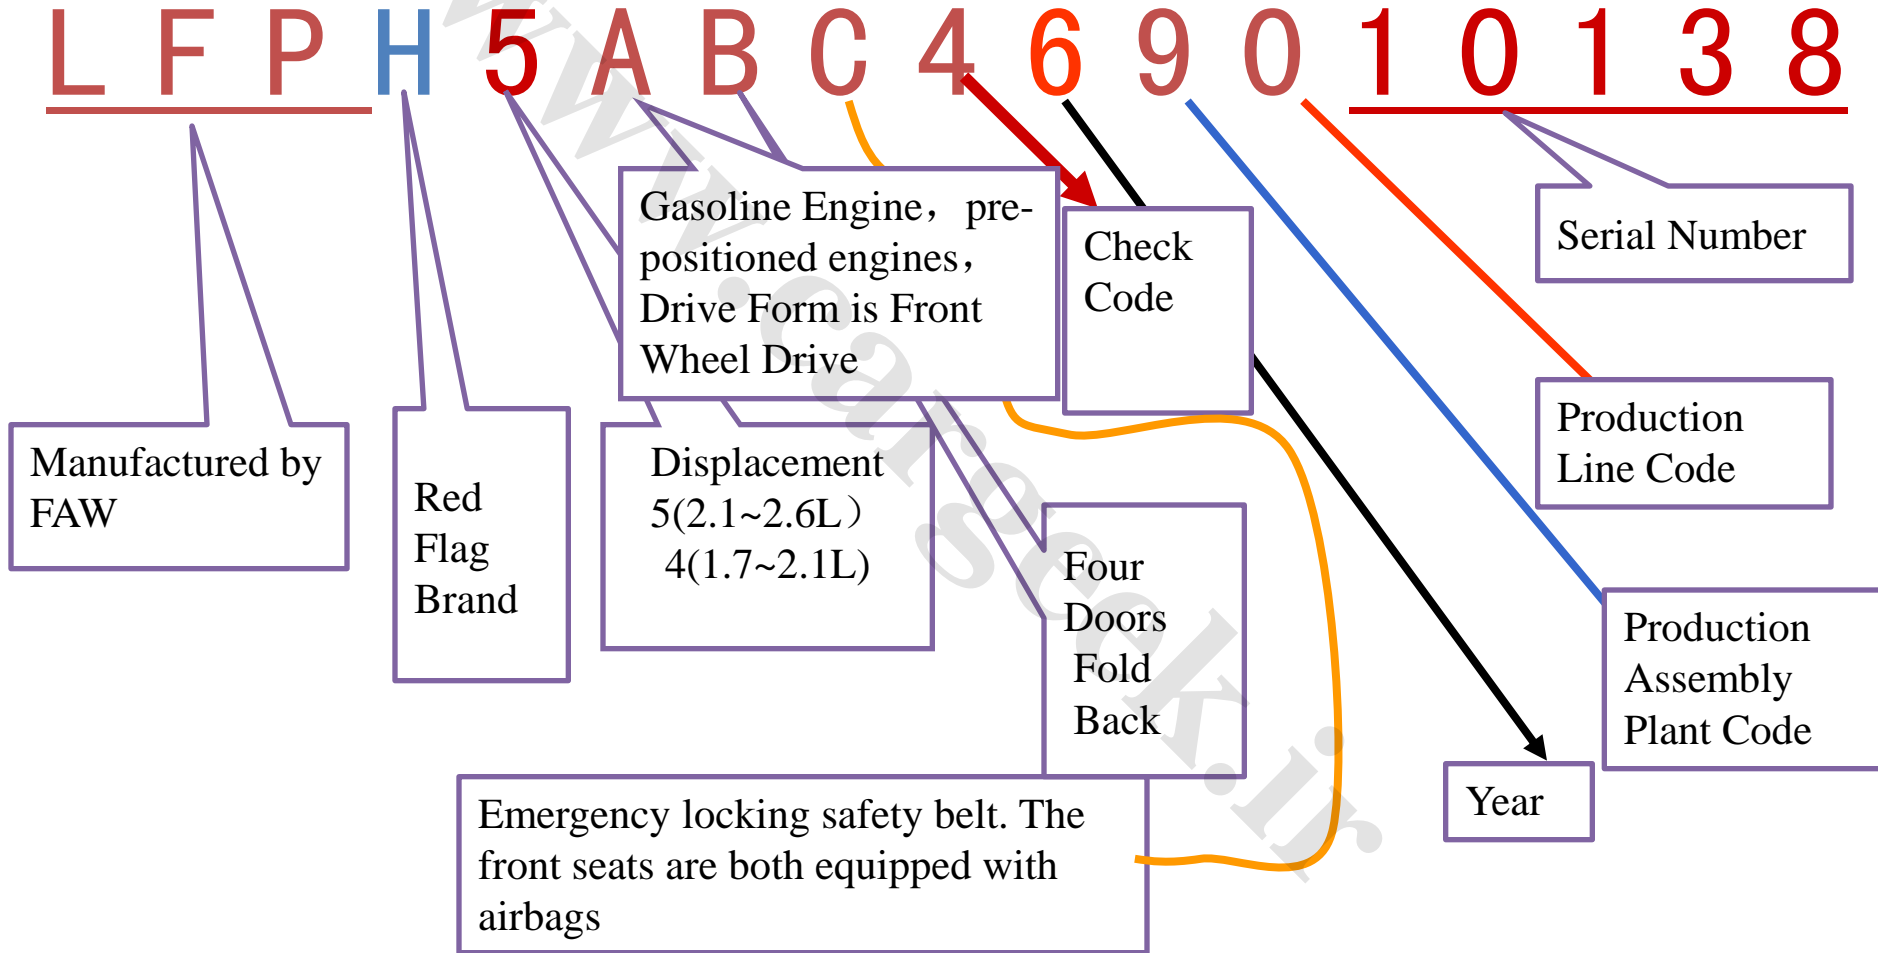 L F P H 5 A B C 4 6 9 0 1 0 1 3 8
Gasoline Engine，pre-
positioned engines，
Drive Form is Front
Wheel Drive
Check
Code
Serial Number
Manufactured by
FAW
Red
Flag
Brand
Displacement
5(2.1~2.6L）
4(1.7~2.1L)
Four
Doors
Fold
Back
Production
Line Code
Production
Assembly
Plant Code
Year
Emergency locking safety belt. The
front seats are both equipped with
airbags
www.cargeek.ir